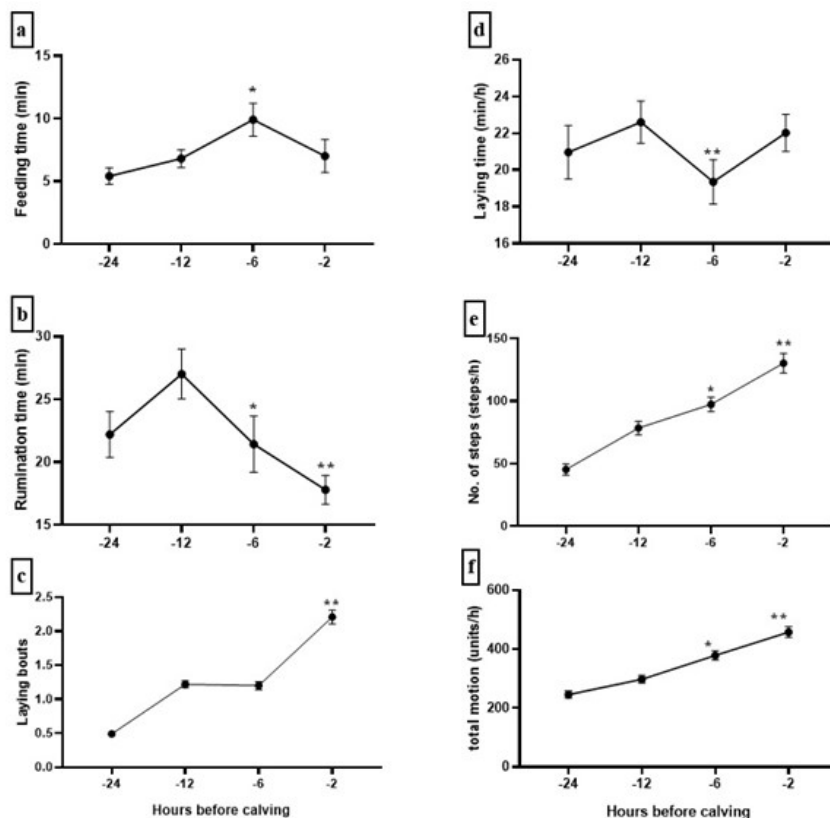 a
Feeding time (min)
15
10
5
0
*
-24 -12 -6 -2
b
Rumination time (min)
30
25
20
15
*
**
-24 -12 -6 -2
c
Laying bouts
2.5
2.0
1.5
1.0
0.5
0.0
**
-24 -12 -6 -2
Hours before calving
d
Laying time (min/h)
26
24
22
20
18
16
**
-24 -12 -6 -2
e
No. of steps (steps/h)
150
100
50
0
*
**
-24 -12 -6 -2
f
total motion (units/h)
600
400
200
0
*
**
-24 -12 -6 -2
Hours before calving